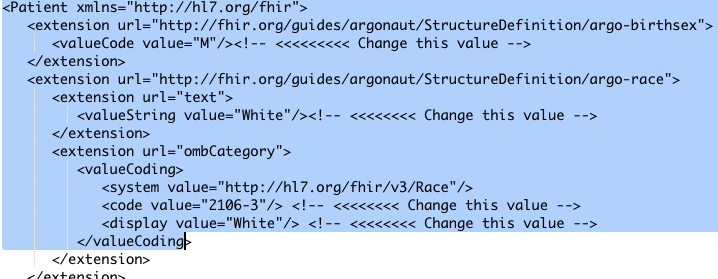 <Patient xmlns="http://hl7.org/fhir">
<extension url="http://fhir.org/guides/argonaut/StructureDefinition/argo-birthsex">
<valueCode value="M"/><!-- <<<<<<<<< Change this value -->
</extension>
<extension url="http://fhir.org/guides/argonaut/StructureDefinition/argo-race">
<extension url="text">
<valueString value="White"/><!-- <<<<<<<< Change this value -->
</extension>
<extension url="ombCategory">
<valueCoding>
<system value="http://hl7.org/fhir/v3/Race"/>
<code value="2106-3"/> <!-- <<<<<<<< Change this value -->
<display value="White"/> <!-- <<<<<<<< Change this value -->
</valueCoding>
</extension>
</extension>